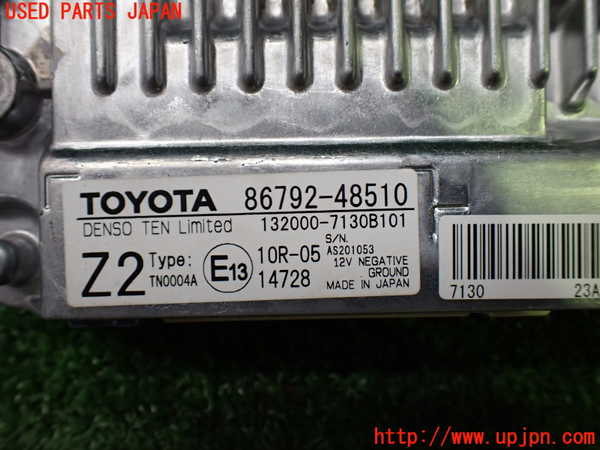 USED PARTS JAPAN
TOYOTA 86792-48510
DENSO TEN Limited 132000-7130B101
Z2 Type: TN0004A E13 10R-05 14728
S/N. AS201053
12V NEGATIVE GROUND
MADE IN JAPAN
7130 23A
http://www.upjpn.com